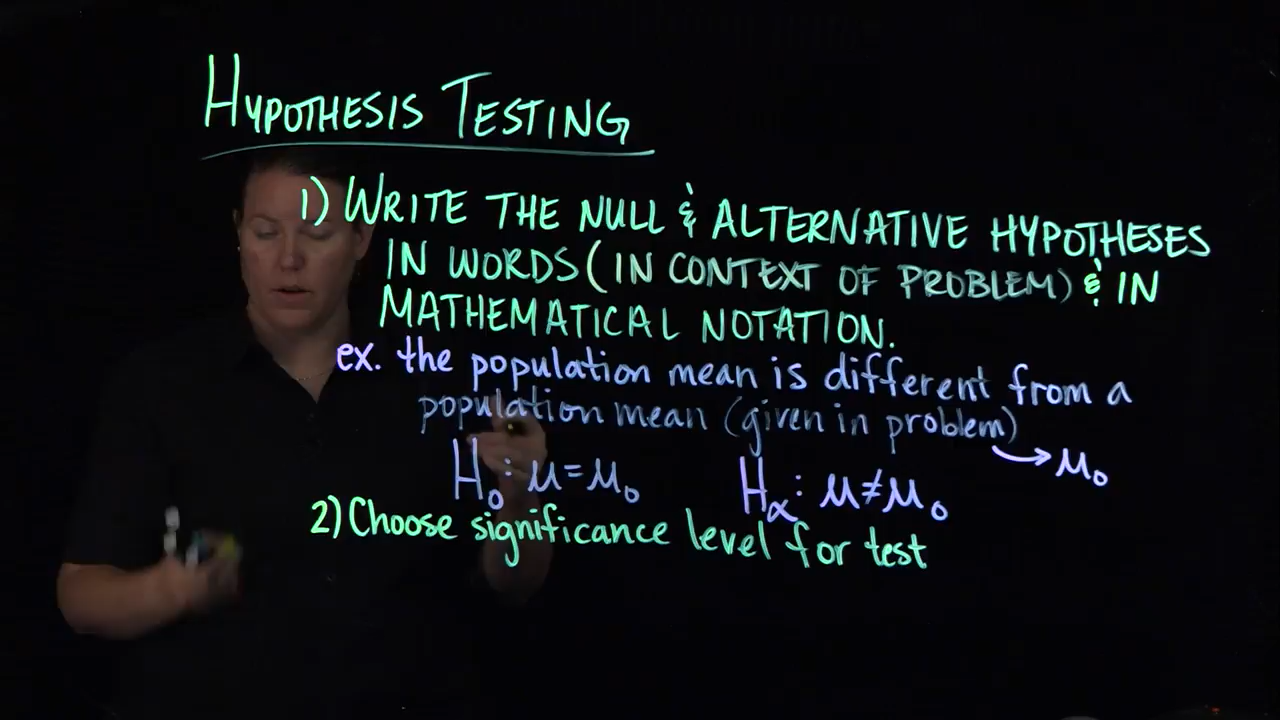 HYPOTHESIS TESTING
1) WRITE THE NULL & ALTERNATIVE HYPOTHESES
IN WORDS (IN CONTEXT OF PROBLEM) & IN
MATHEMATICAL NOTATION.
ex. the population mean is different from a
population mean (given in problem)
→ μ₀
H₀: μ = μ₀ Hα: μ ≠ μ₀
2) Choose significance level for test